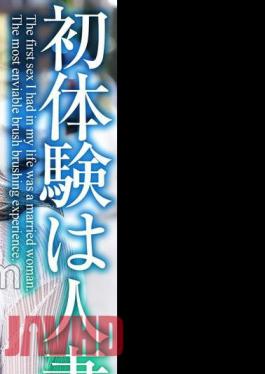 初体験は人妻
The first sex I had in my life was a married woman.
The most enviable brush brushing experience.
JAVHD